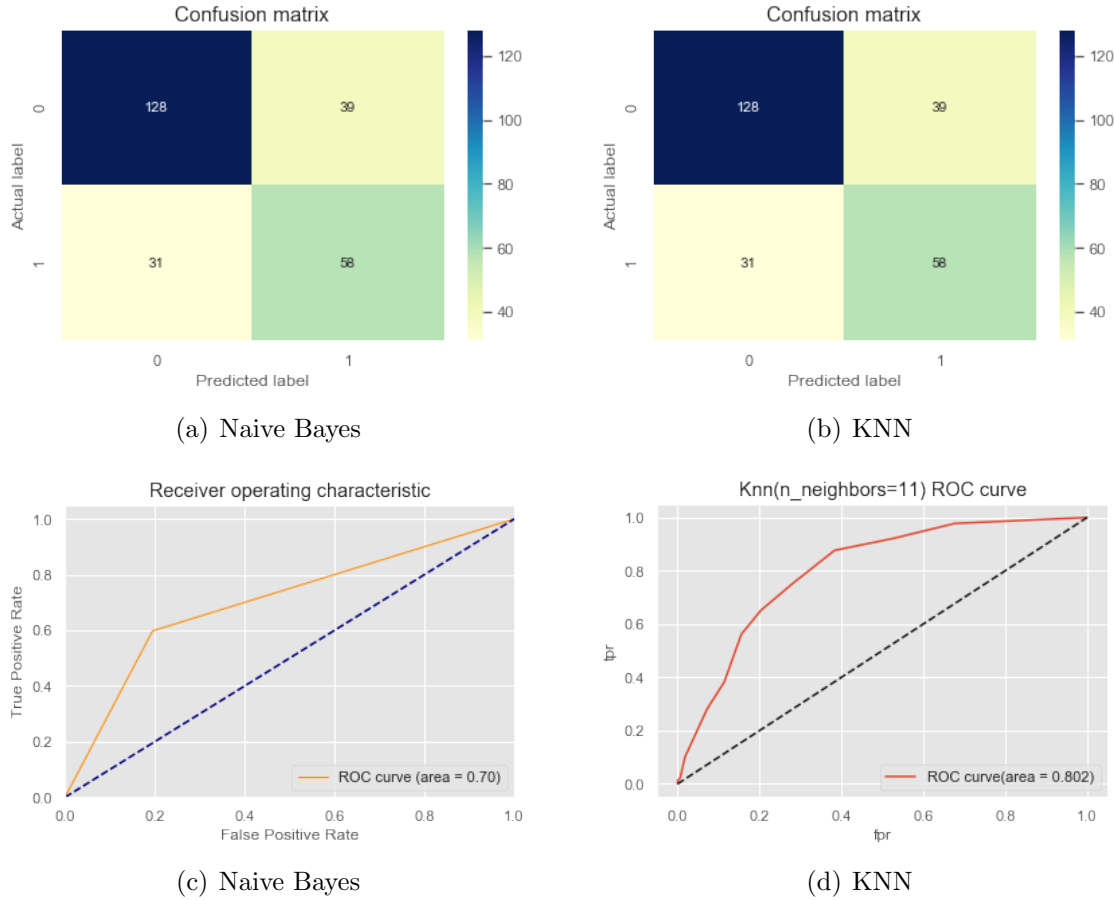 Confusion matrix
0
1
Actual label
128
39
31
58
0
1
Predicted label
120
100
80
60
40
(a) Naive Bayes
Confusion matrix
0
1
Actual label
128
39
31
58
0
1
Predicted label
120
100
80
60
40
(b) KNN
Receiver operating characteristic
1.0
0.8
0.6
0.4
0.2
0.0
True Positive Rate
ROC curve (area = 0.70)
0.0
0.2
0.4
0.6
0.8
1.0
False Positive Rate
(c) Naive Bayes
Knn(n_neighbors=11) ROC curve
1.0
0.8
0.6
0.4
0.2
0.0
tpr
ROC curve(area = 0.802)
0.0
0.2
0.4
0.6
0.8
1.0
fpr
(d) KNN